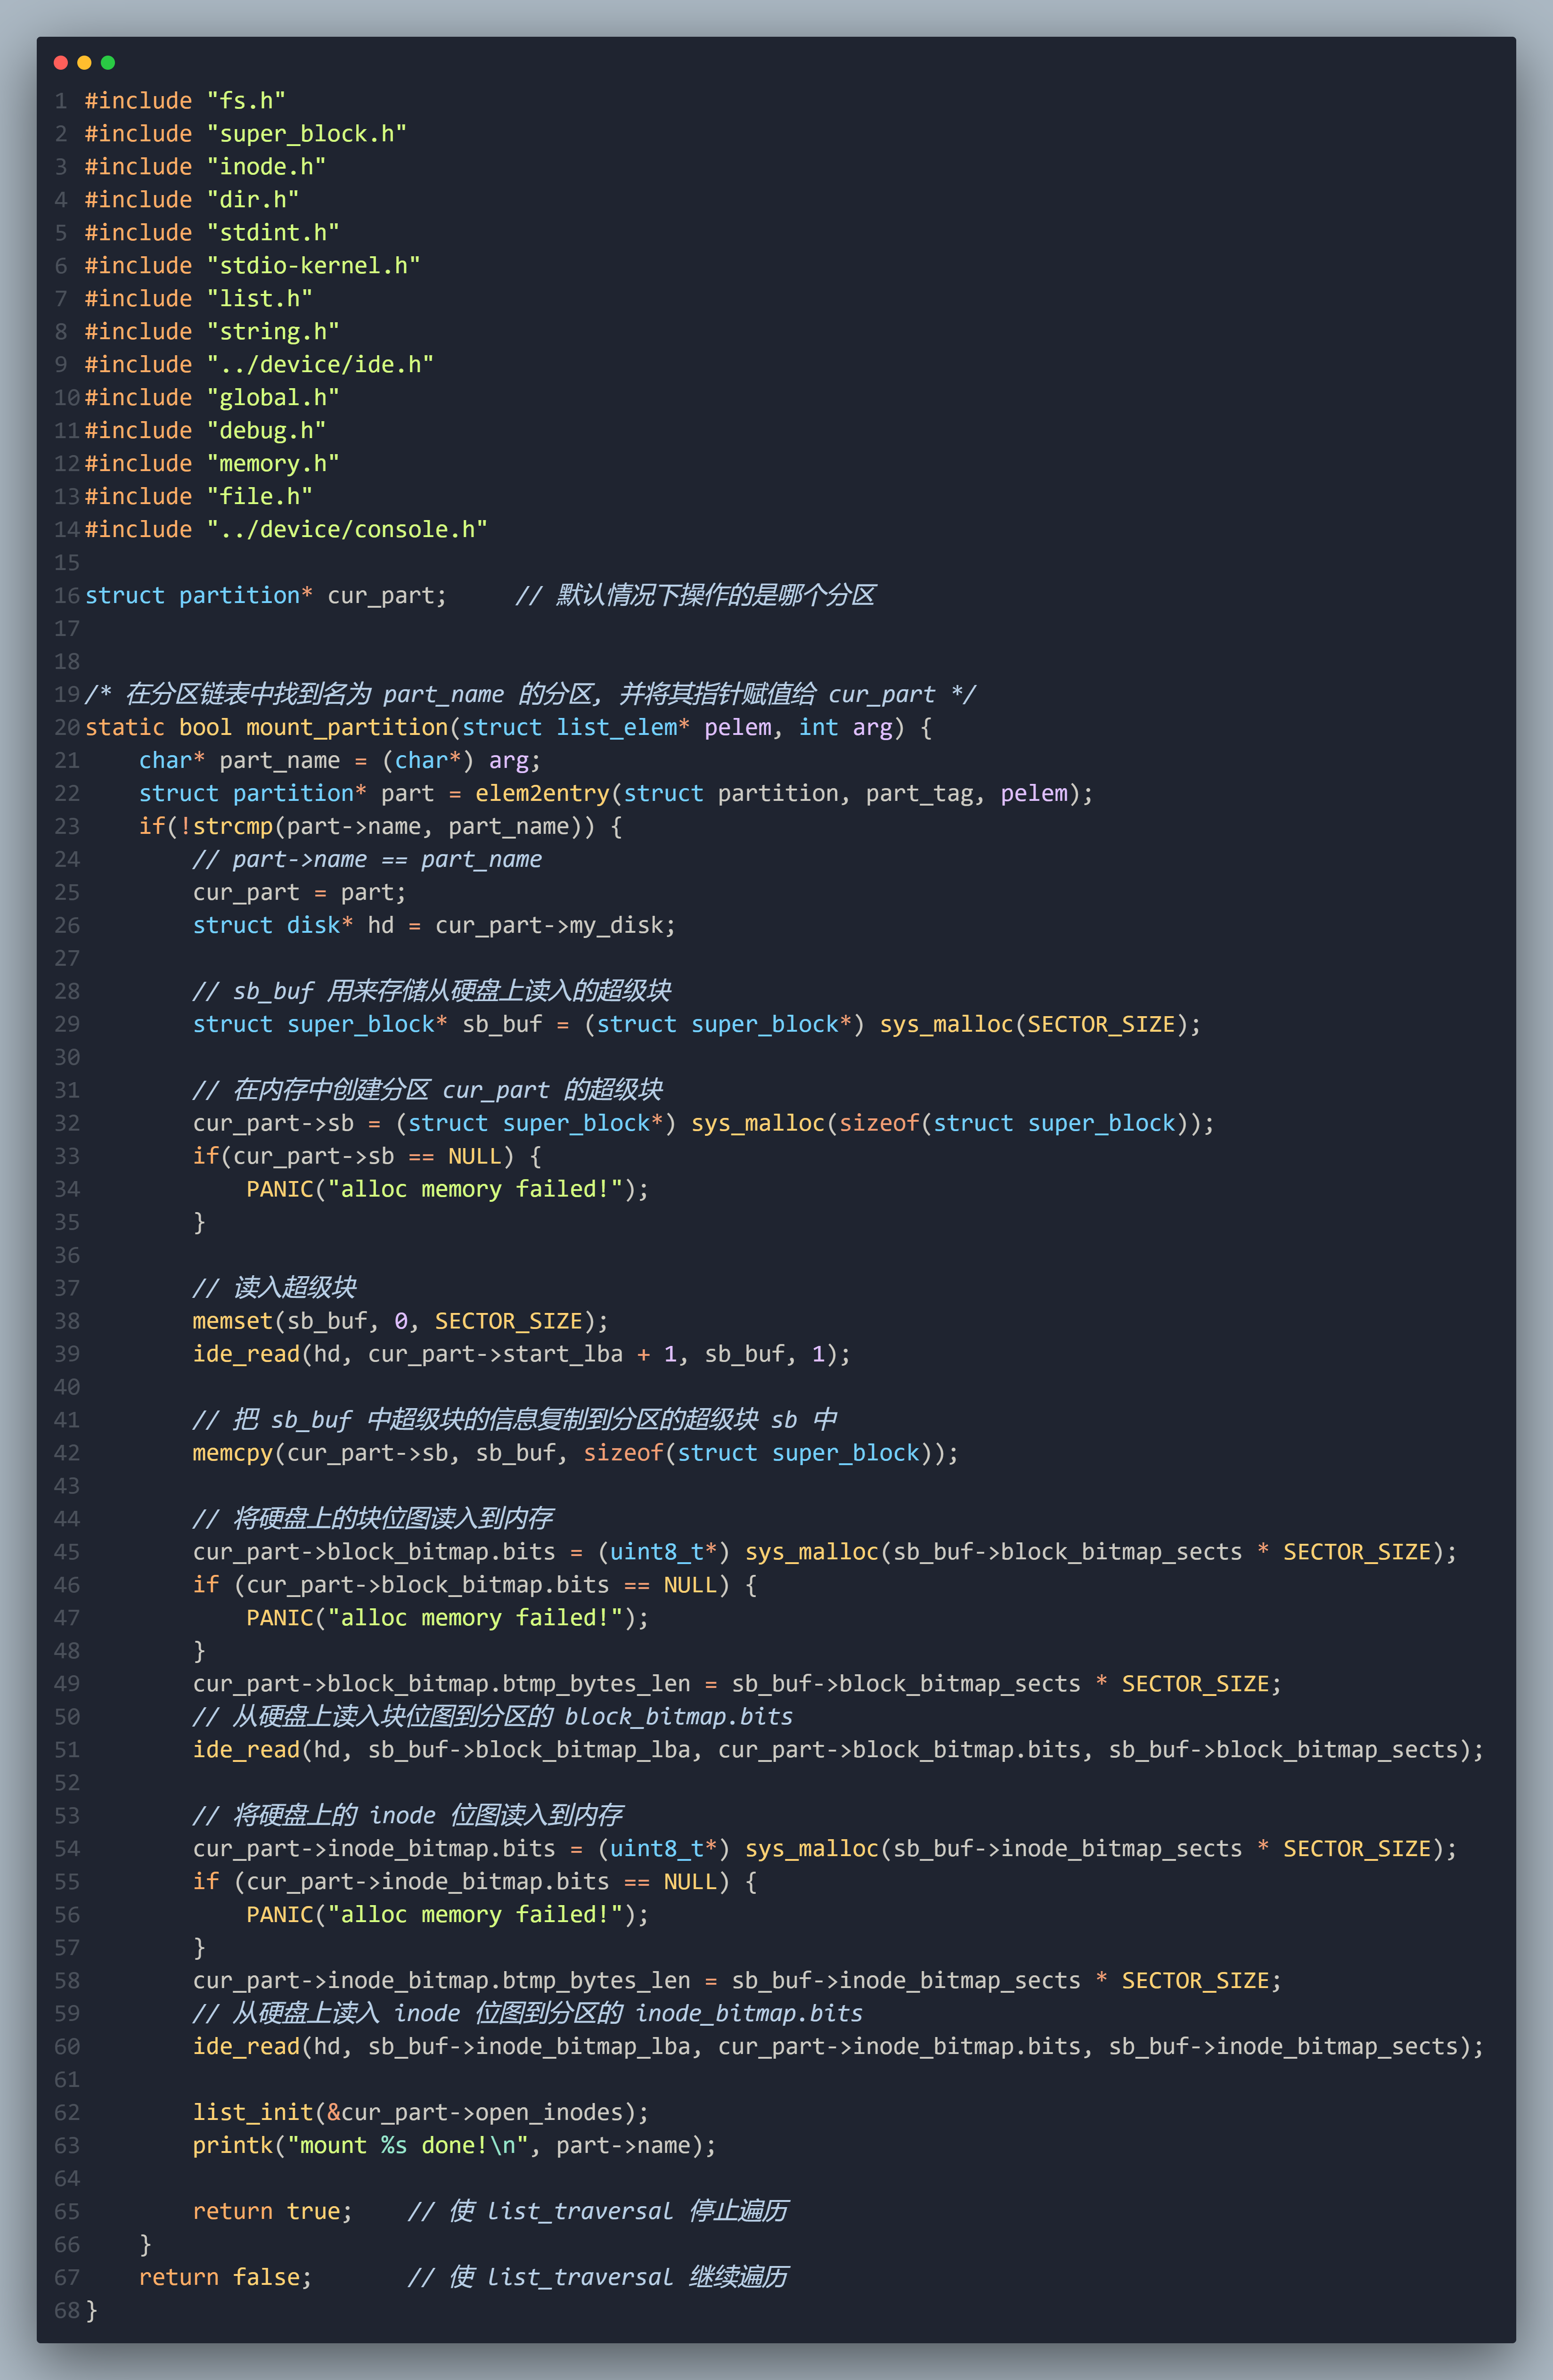 1 #include "fs.h"
2 #include "super_block.h"
3 #include "inode.h"
4 #include "dir.h"
5 #include "stdint.h"
6 #include "stdio-kernel.h"
7 #include "list.h"
8 #include "string.h"
9 #include "../device/ide.h"
10 #include "global.h"
11 #include "debug.h"
12 #include "memory.h"
13 #include "file.h"
14 #include "../device/console.h"
15
16 struct partition* cur_part;     // 默认情况下操作的是哪个分区
17
18
19 /* 在分区链表中找到名为 part_name 的分区, 并将其指针赋值给 cur_part */
20 static bool mount_partition(struct list_elem* pelem, int arg) {
21     char* part_name = (char*) arg;
22     struct partition* part = elem2entry(struct partition, part_tag, pelem);
23     if(!strcmp(part->name, part_name)) {
24         // part->name == part_name
25         cur_part = part;
26         struct disk* hd = cur_part->my_disk;
27
28         // sb_buf 用来存储从硬盘上读入的超级块
29         struct super_block* sb_buf = (struct super_block*) sys_malloc(SECTOR_SIZE);
30
31         // 在内存中创建分区 cur_part 的超级块
32         cur_part->sb = (struct super_block*) sys_malloc(sizeof(struct super_block));
33         if(cur_part->sb == NULL) {
34             PANIC("alloc memory failed!");
35         }
36
37         // 读入超级块
38         memset(sb_buf, 0, SECTOR_SIZE);
39         ide_read(hd, cur_part->start_lba + 1, sb_buf, 1);
40
41         // 把 sb_buf 中超级块的信息复制到分区的超级块 sb 中
42         memcpy(cur_part->sb, sb_buf, sizeof(struct super_block));
43
44         // 将硬盘上的块位图读入到内存
45         cur_part->block_bitmap.bits = (uint8_t*) sys_malloc(sb_buf->block_bitmap_sects * SECTOR_SIZE);
46         if (cur_part->block_bitmap.bits == NULL) {
47             PANIC("alloc memory failed!");
48         }
49         cur_part->block_bitmap.btmp_bytes_len = sb_buf->block_bitmap_sects * SECTOR_SIZE;
50         // 从硬盘上读入块位图到分区的 block_bitmap.bits
51         ide_read(hd, sb_buf->block_bitmap_lba, cur_part->block_bitmap.bits, sb_buf->block_bitmap_sects);
52
53         // 将硬盘上的 inode 位图读入到内存
54         cur_part->inode_bitmap.bits = (uint8_t*) sys_malloc(sb_buf->inode_bitmap_sects * SECTOR_SIZE);
55         if (cur_part->inode_bitmap.bits == NULL) {
56             PANIC("alloc memory failed!");
57         }
58         cur_part->inode_bitmap.btmp_bytes_len = sb_buf->inode_bitmap_sects * SECTOR_SIZE;
59         // 从硬盘上读入 inode 位图到分区的 inode_bitmap.bits
60         ide_read(hd, sb_buf->inode_bitmap_lba, cur_part->inode_bitmap.bits, sb_buf->inode_bitmap_sects);
61
62         list_init(&cur_part->open_inodes);
63         printk("mount %s done!\n", part->name);
64
65         return true;    // 使 list_traversal 停止遍历
66     }
67     return false;       // 使 list_traversal 继续遍历
68 }